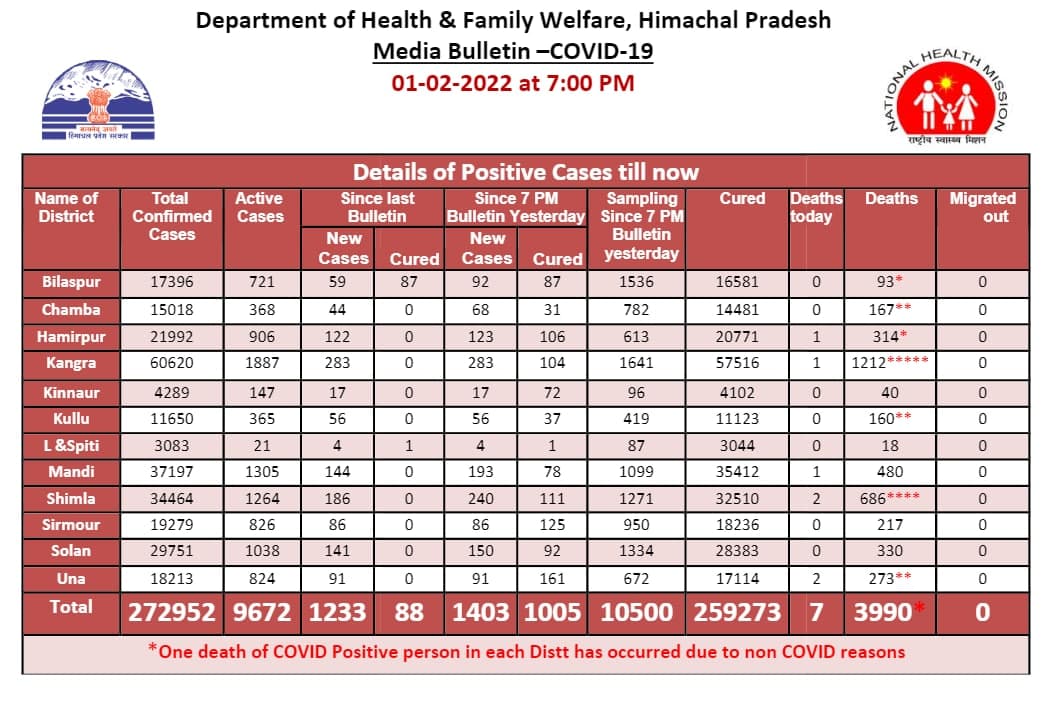 Department of Health & Family Welfare, Himachal Pradesh
Media Bulletin –COVID-19
01-02-2022 at 7:00 PM
सत्यमेव जयते
हिमाचल प्रदेश सरकार
NATIONAL HEALTH MISSION
राष्ट्रीय स्वास्थ्य मिशन
Details of Positive Cases till now
Name of District Total Confirmed Cases Active Cases Since last Bulletin Since 7 PM Bulletin Yesterday Sampling Since 7 PM Bulletin yesterday Cured Deaths today Deaths Migrated out
New Cases Cured New Cases Cured
Bilaspur 17396 721 59 87 92 87 1536 16581 0 93* 0
Chamba 15018 368 44 0 68 31 782 14481 0 167** 0
Hamirpur 21992 906 122 0 123 106 613 20771 1 314* 0
Kangra 60620 1887 283 0 283 104 1641 57516 1 1212***** 0
Kinnaur 4289 147 17 0 17 72 96 4102 0 40 0
Kullu 11650 365 56 0 56 37 419 11123 0 160** 0
L &Spiti 3083 21 4 1 4 1 87 3044 0 18 0
Mandi 37197 1305 144 0 193 78 1099 35412 1 480 0
Shimla 34464 1264 186 0 240 111 1271 32510 2 686**** 0
Sirmour 19279 826 86 0 86 125 950 18236 0 217 0
Solan 29751 1038 141 0 150 92 1334 28383 0 330 0
Una 18213 824 91 0 91 161 672 17114 2 273** 0
Total 272952 9672 1233 88 1403 1005 10500 259273 7 3990* 0
*One death of COVID Positive person in each Distt has occurred due to non COVID reasons